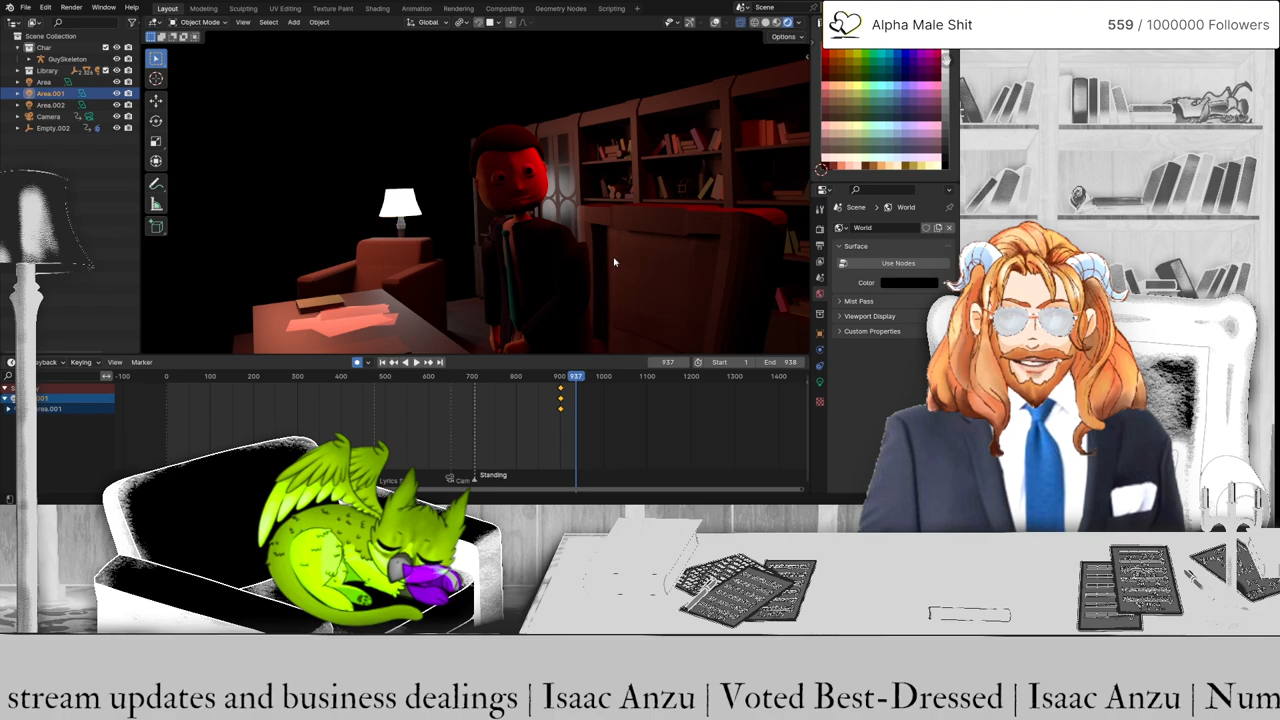 File Edit Render Window Help
Layout Modeling Sculpting UV Editing Texture Paint Shading Animation Rendering Compositing Geometry Nodes Scripting
Scene
Object Mode View Select Add Object Global
Options
Scene Collection
Char
GuySkeleton
Library
Area
Area.001
Area.002
Camera
Empty.002
Alpha Male Shit 559 / 1000000 Followers
Scene World
World
Surface
Use Nodes
Color
Mist Pass
Viewport Display
Custom Properties
Keying View Marker
937 Start 1 End 938
-100 0 100 200 300 400 500 600 700 800 900 937 1000 1100 1200 1300 1400
Lyrics
Cam
Standing
stream updates and business dealings | Isaac Anzu | Voted Best-Dressed | Isaac Anzu | Num